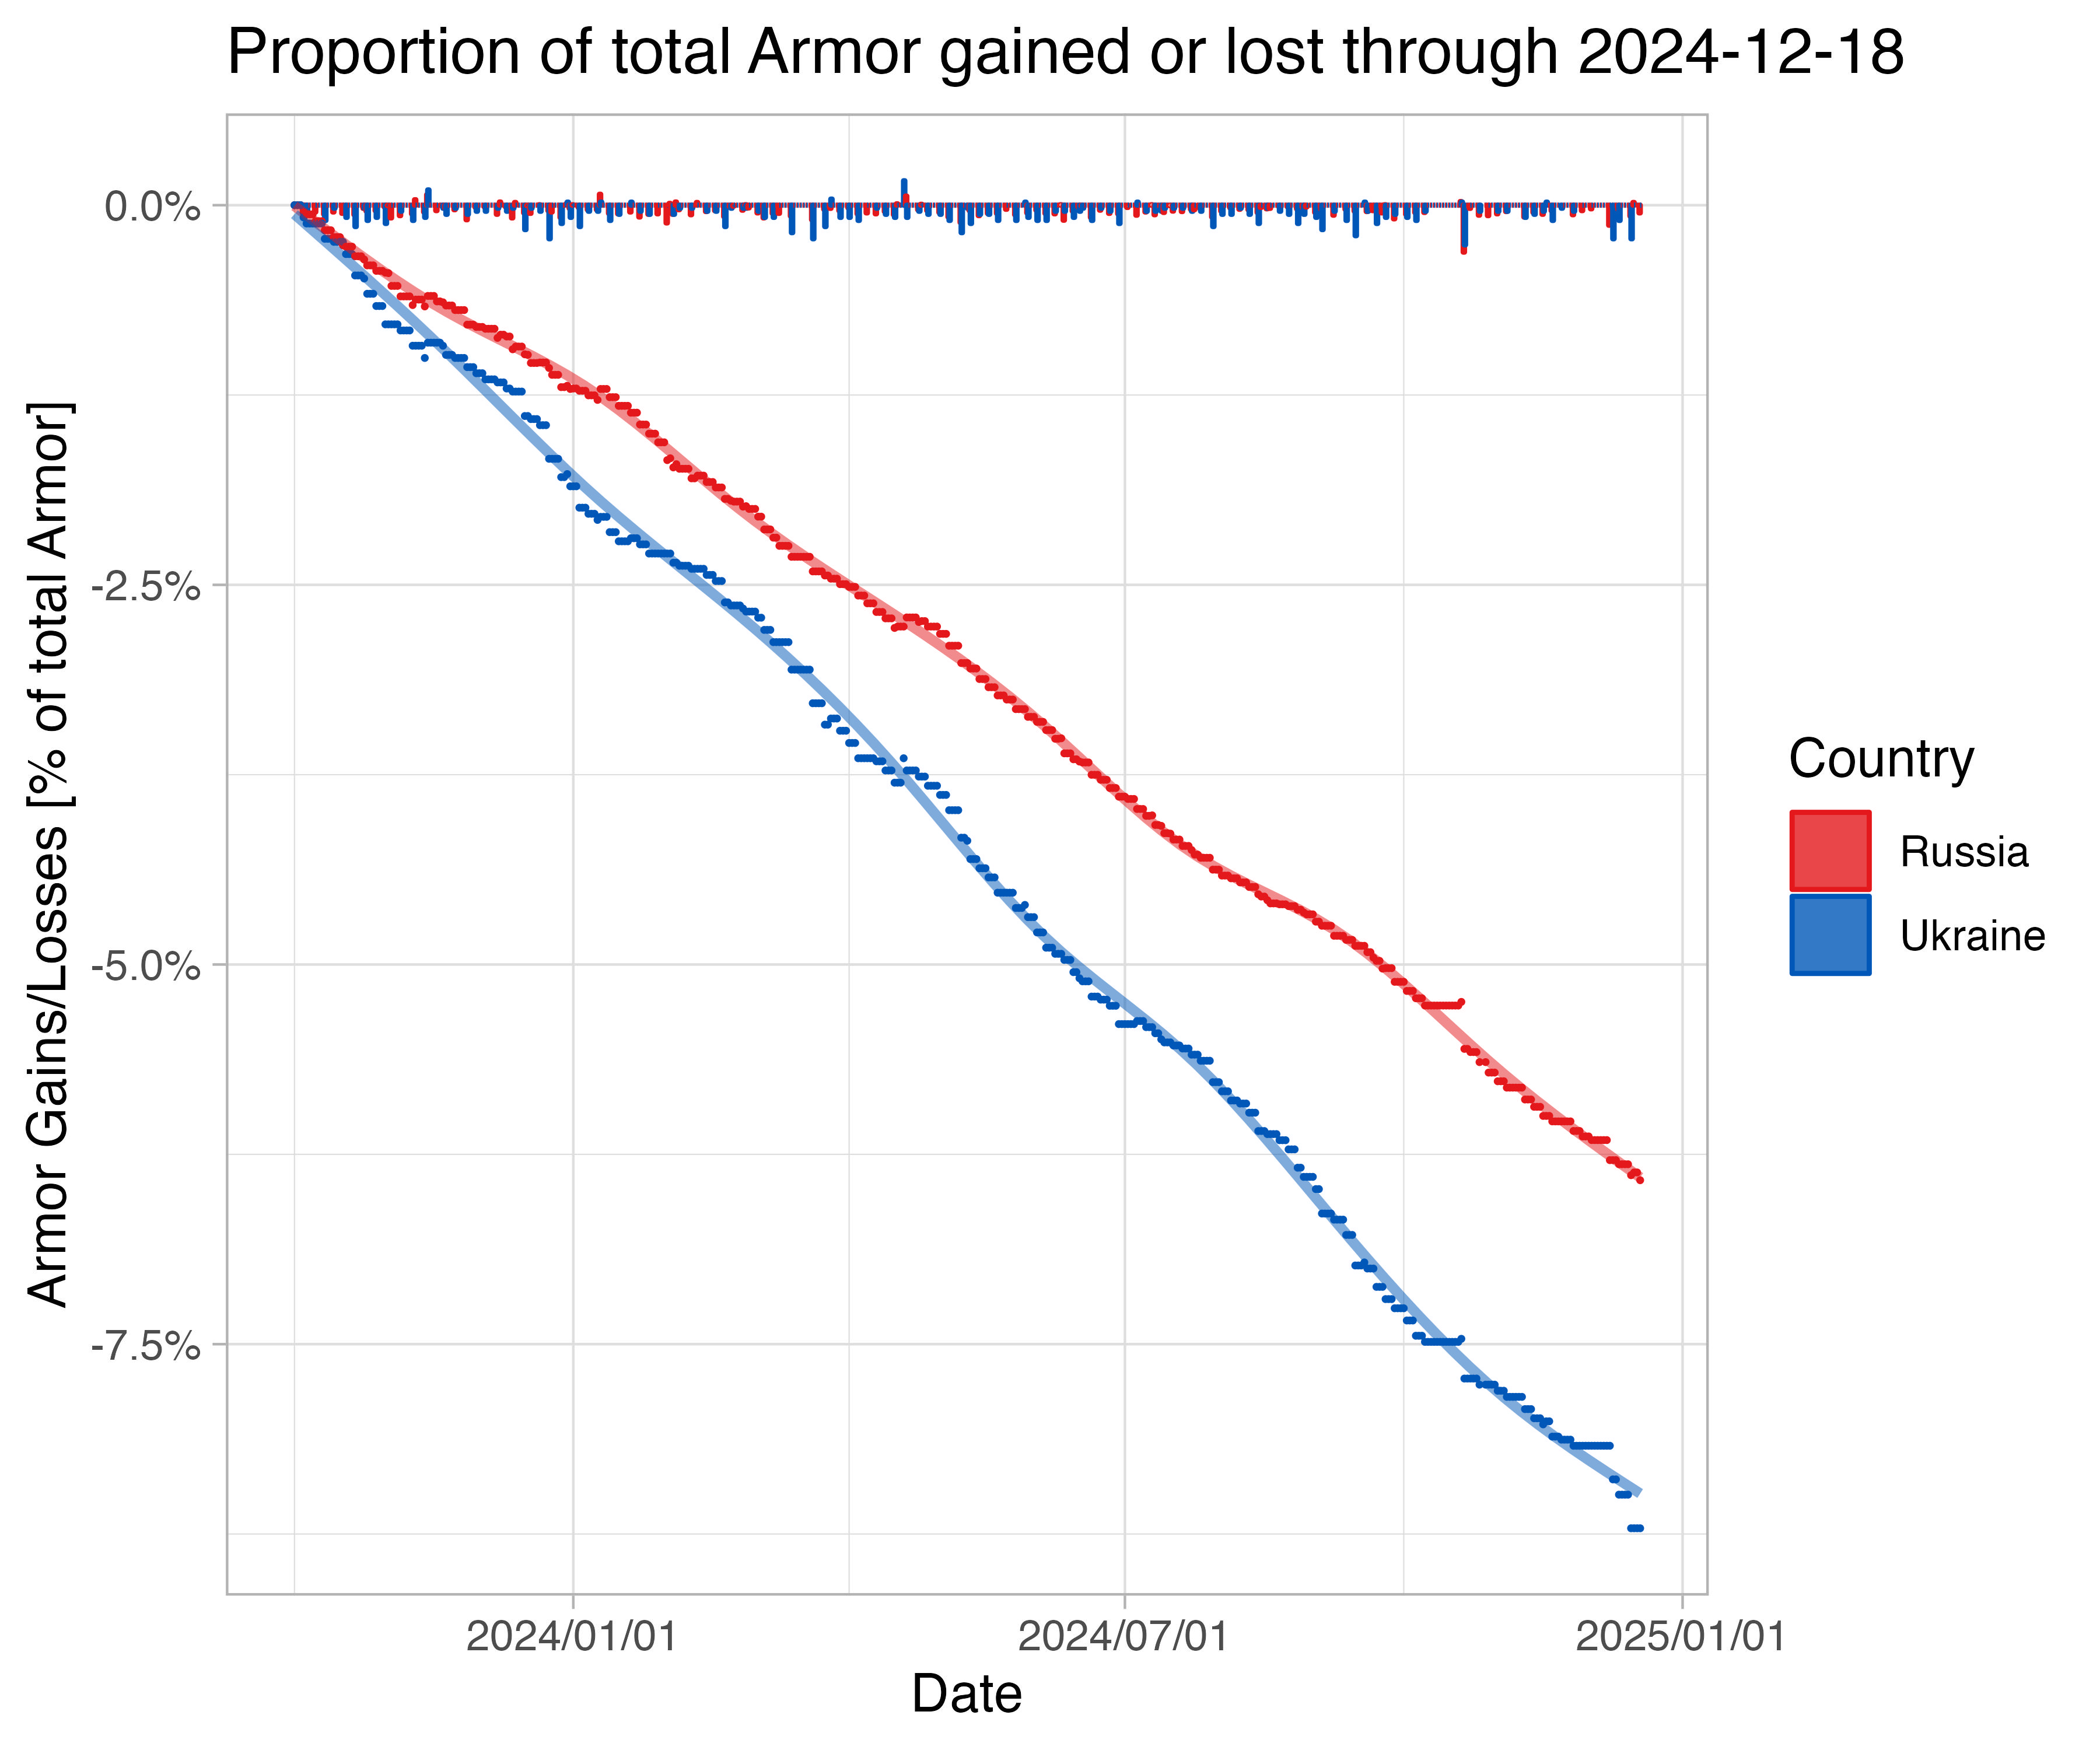 Proportion of total Armor gained or lost through 2024-12-18
Armor Gains/Losses [% of total Armor]
0.0%
-2.5%
-5.0%
-7.5%
2024/01/01
2024/07/01
2025/01/01
Date
Country
Russia
Ukraine